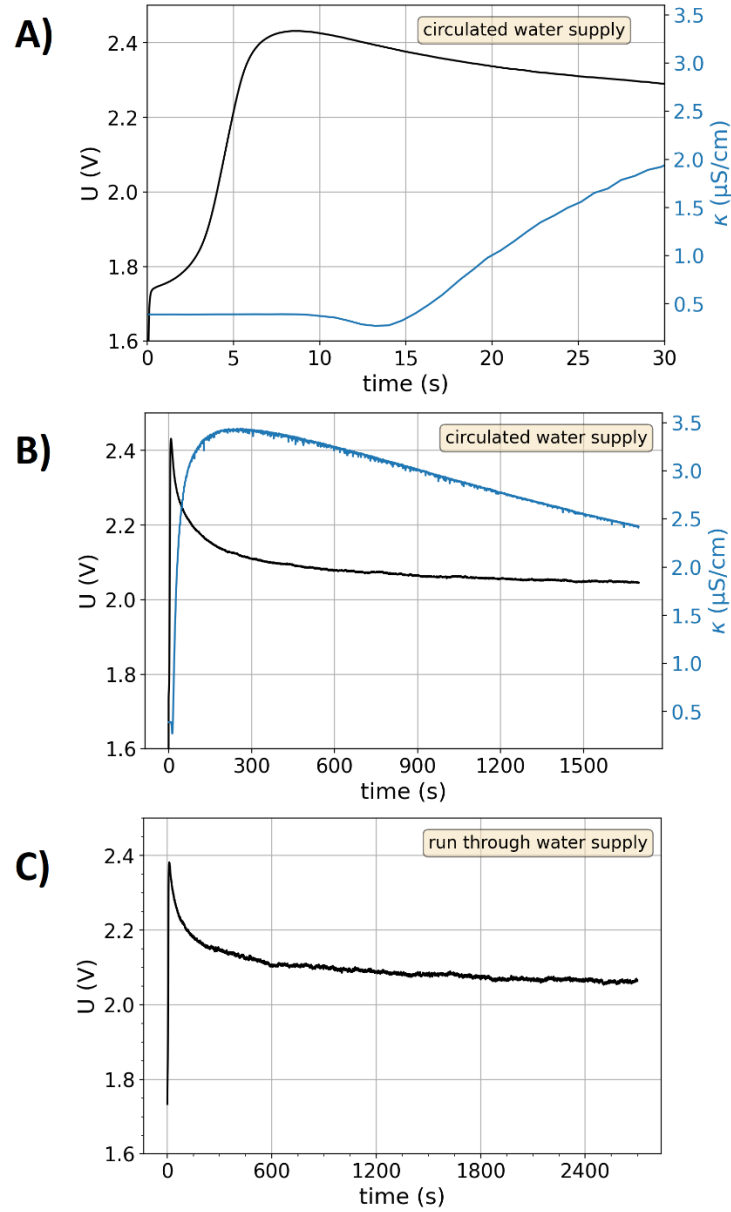 A)
circulated water supply
U (V)
2.4
2.2
2.0
1.8
1.6
3.5
3.0
2.5
2.0
1.5
1.0
0.5
κ (µS/cm)
0 5 10 15 20 25 30
time (s)
B)
circulated water supply
U (V)
2.4
2.2
2.0
1.8
1.6
3.5
3.0
2.5
2.0
1.5
1.0
0.5
κ (µS/cm)
0 300 600 900 1200 1500
time (s)
C)
run through water supply
U (V)
2.4
2.2
2.0
1.8
1.6
0 600 1200 1800 2400
time (s)